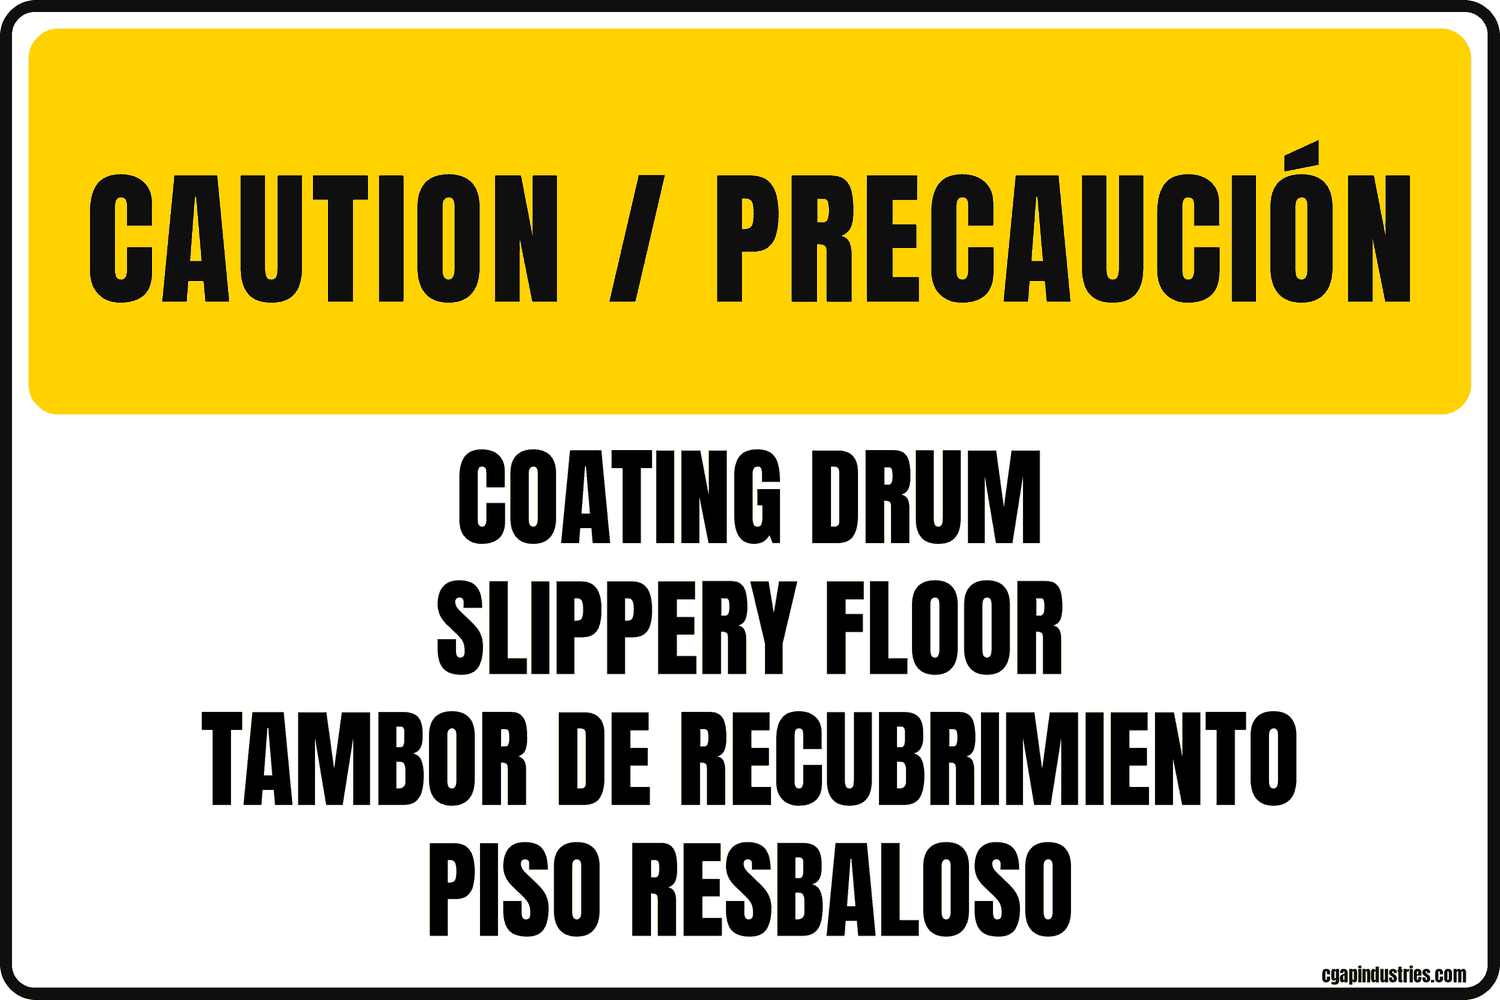 CAUTION / PRECAUCIÓN
COATING DRUM
SLIPPERY FLOOR
TAMBOR DE RECUBRIMIENTO
PISO RESBALOSO
cgapindustries.com